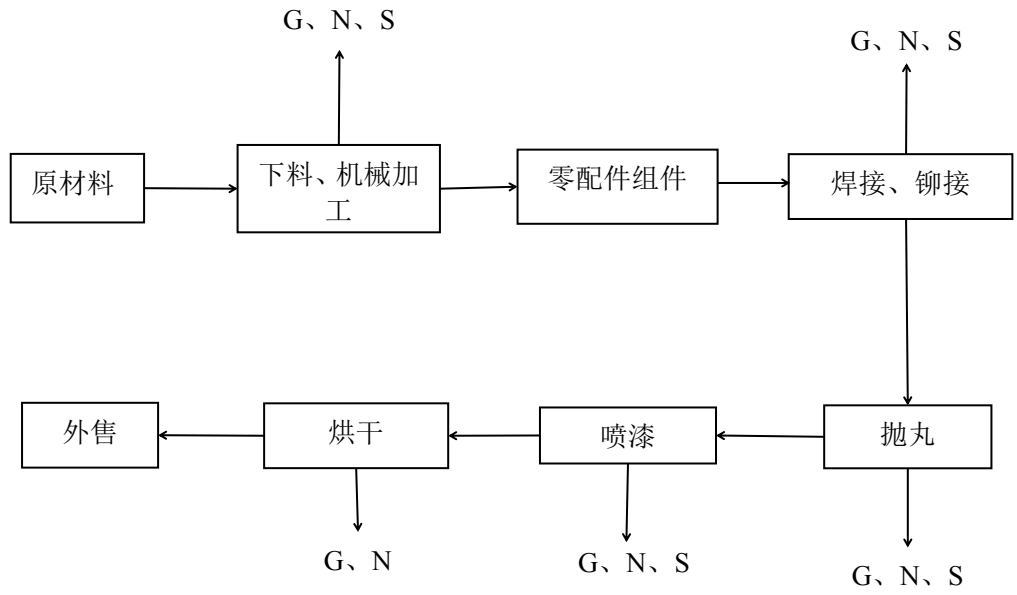 G、N、S
G、N、S
原材料
下料、机械加
工
零配件组件
焊接、铆接
外售
烘干
喷漆
抛丸
G、N
G、N、S
G、N、S